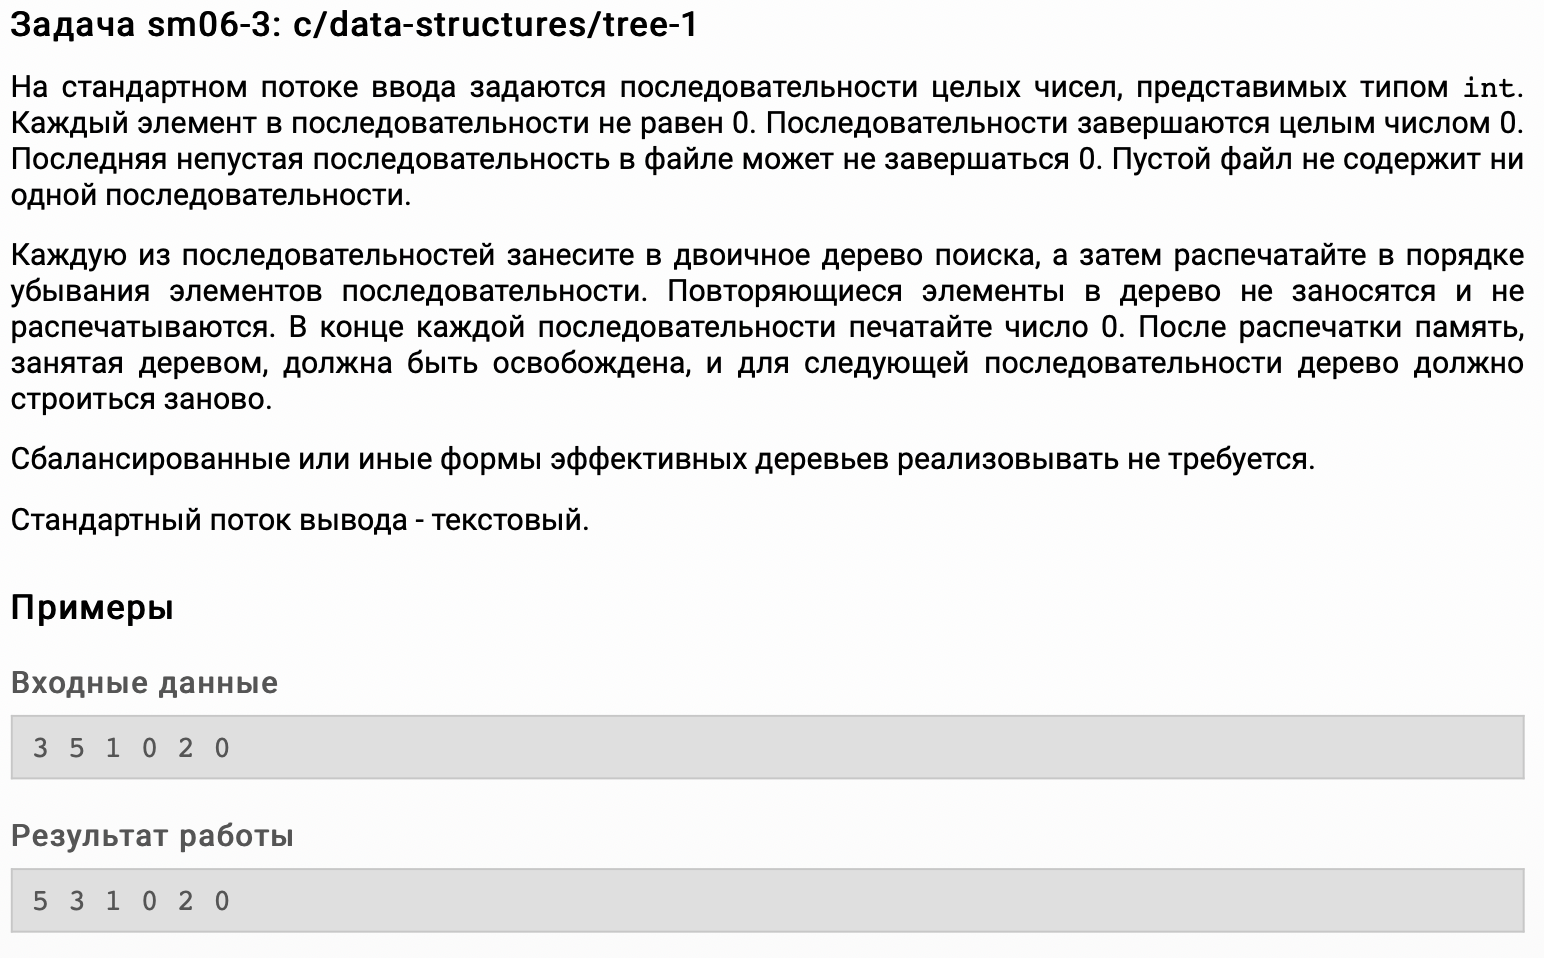 Задача sm06-3: c/data-structures/tree-1
На стандартном потоке ввода задаются последовательности целых чисел, представимых типом int.
Каждый элемент в последовательности не равен 0. Последовательности завершаются целым числом 0.
Последняя непустая последовательность в файле может не завершаться 0. Пустой файл не содержит ни
одной последовательности.
Каждую из последовательностей занесите в двоичное дерево поиска, а затем распечатайте в порядке
убывания элементов последовательности. Повторяющиеся элементы в дерево не заносятся и не
распечатываются. В конце каждой последовательности печатайте число 0. После распечатки память,
занятая деревом, должна быть освобождена, и для следующей последовательности дерево должно
строиться заново.
Сбалансированные или иные формы эффективных деревьев реализовывать не требуется.
Стандартный поток вывода - текстовый.
Примеры
Входные данные
3 5 1 0 2 0
Результат работы
5 3 1 0 2 0